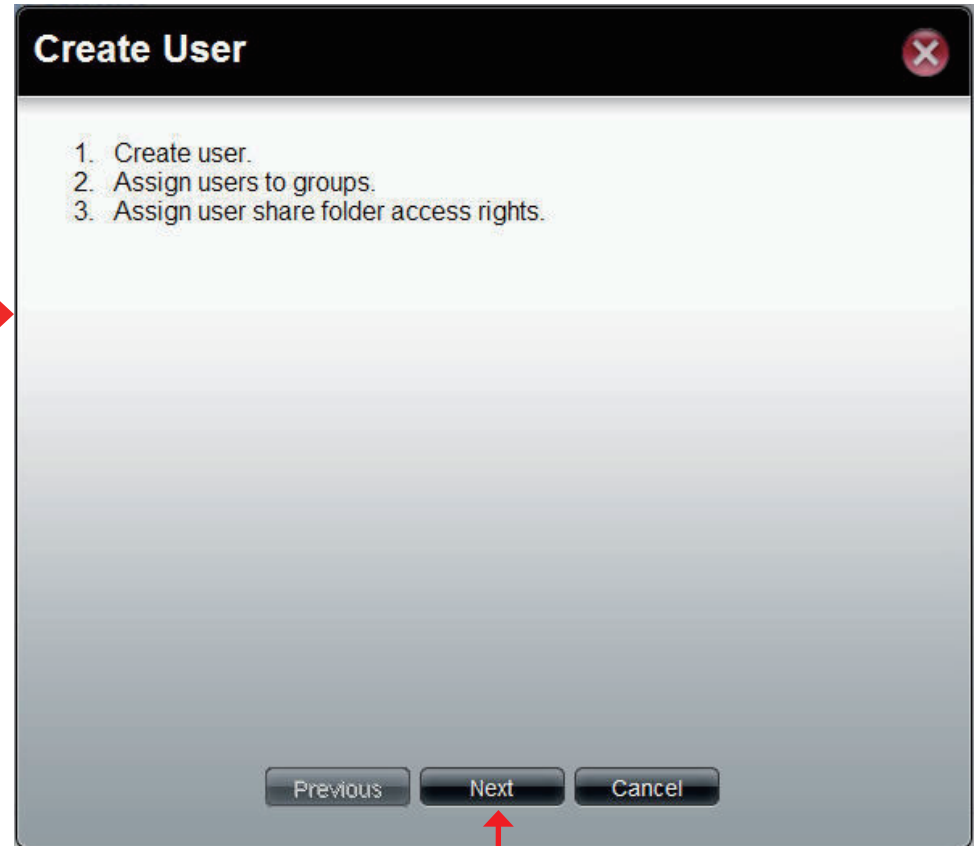 Create User
1. Create user.
2. Assign users to groups.
3. Assign user share folder access rights.
Previous Next Cancel